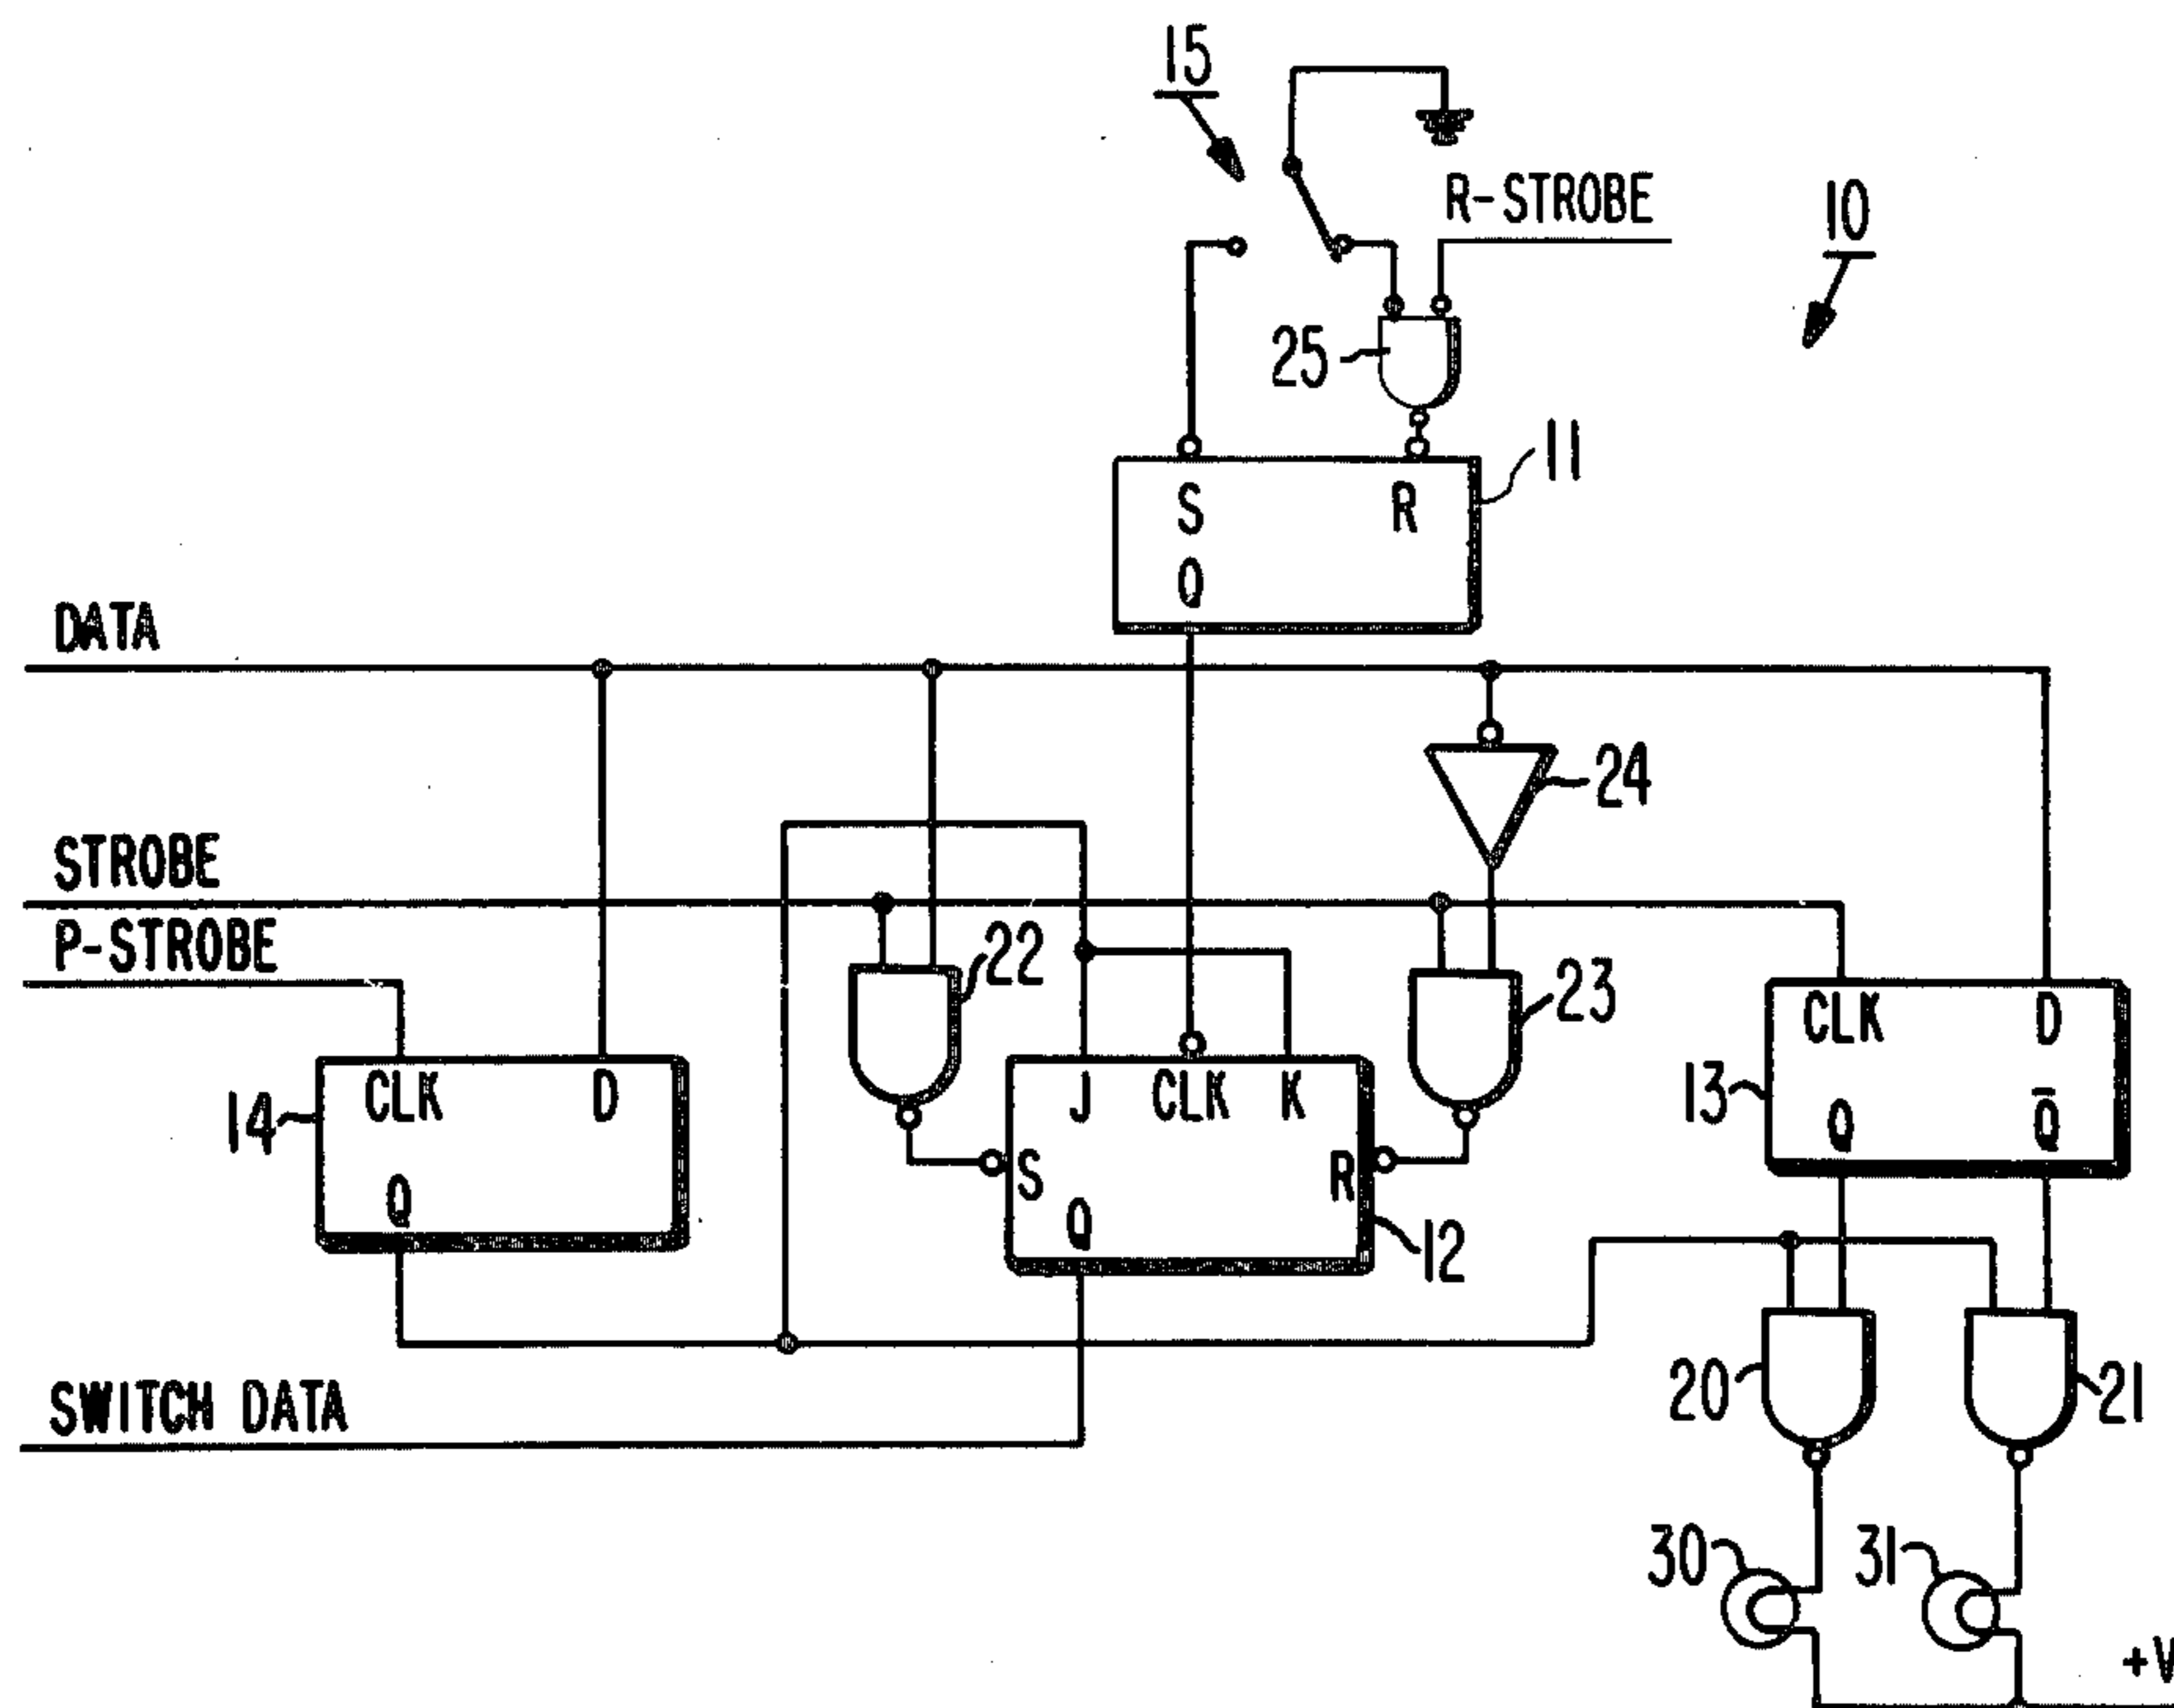 15
R-STROBE
10
25
11
S R
Q
DATA
24
STROBE
P-STROBE
22
23
CLK D
14
Q
J CLK K
S R
Q
12
CLK D
13
Q Q̄
20
21
SWITCH DATA
30
31
+V